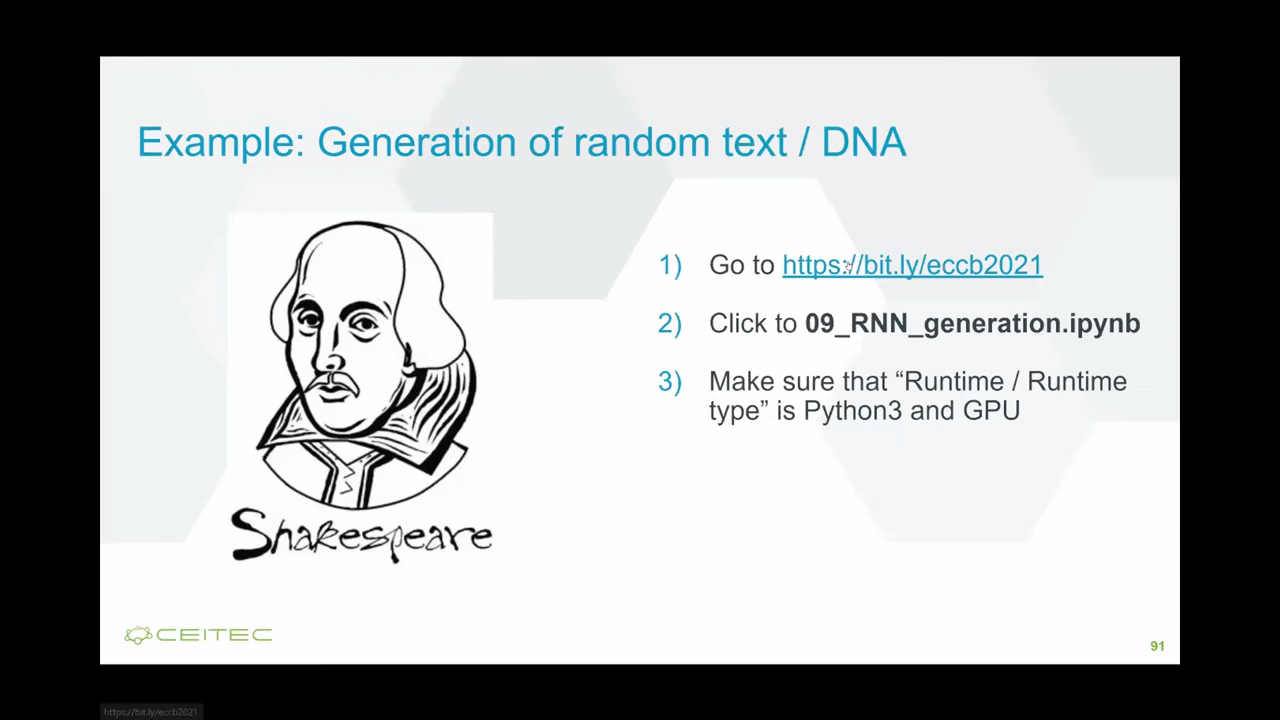 Example: Generation of random text / DNA
1) Go to https://bit.ly/eccb2021
2) Click to 09_RNN_generation.ipynb
3) Make sure that “Runtime / Runtime
type” is Python3 and GPU
Shakespeare
CEITEC
91
https://bit.ly/eccb2021